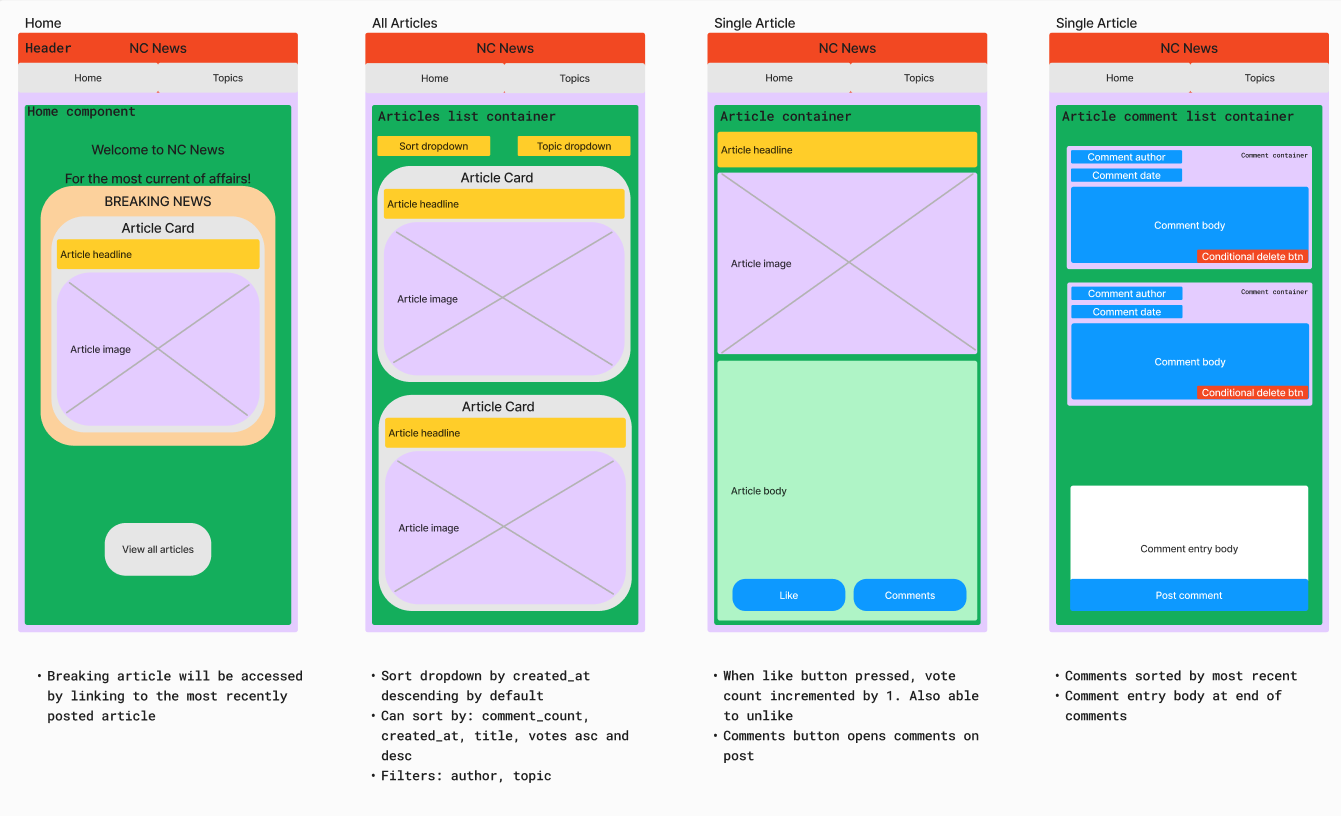 Home
Header
NC News
Home
Topics
Home component
Welcome to NC News
For the most current of affairs!
BREAKING NEWS
Article Card
Article headline
Article image
View all articles
• Breaking article will be accessed
by linking to the most recently
posted article
All Articles
NC News
Home
Topics
Articles list container
Sort dropdown
Topic dropdown
Article Card
Article headline
Article image
Article Card
Article headline
Article image
• Sort dropdown by created_at
descending by default
• Can sort by: comment_count,
created_at, title, votes asc and
desc
• Filters: author, topic
Single Article
NC News
Home
Topics
Article container
Article headline
Article image
Article body
Like
Comments
• When like button pressed, vote
count incremented by 1. Also able
to unlike
• Comments button opens comments on
post
Single Article
NC News
Home
Topics
Article comment list container
Comment author
Comment container
Comment date
Comment body
Conditional delete btn
Comment author
Comment container
Comment date
Comment body
Conditional delete btn
Comment entry body
Post comment
• Comments sorted by most recent
• Comment entry body at end of
comments